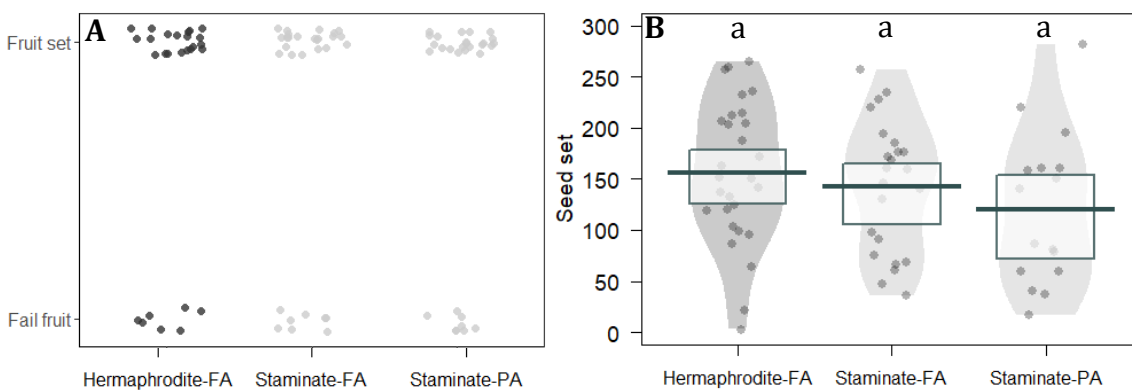 A
Fruit set
Fail fruit
Hermaphrodite-FA Staminate-FA Staminate-PA
B
a a a
Seed set
300
250
200
150
100
50
0
Hermaphrodite-FA Staminate-FA Staminate-PA